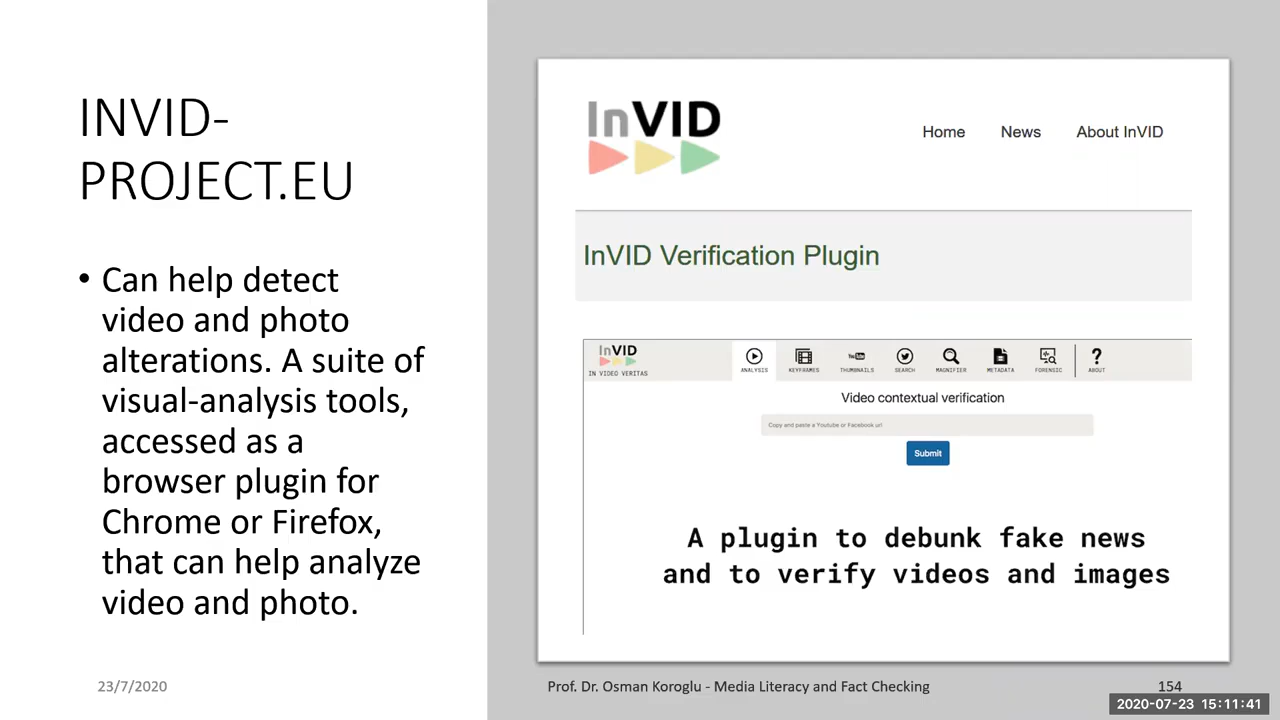 INVID-
PROJECT.EU
• Can help detect
video and photo
alterations. A suite of
visual-analysis tools,
accessed as a
browser plugin for
Chrome or Firefox,
that can help analyze
video and photo.
InVID
Home News About InVID
InVID Verification Plugin
InVID
IN VIDEO VERITAS
ANALYSIS KEYFRAMES THUMBNAILS SEARCH MAGNIFIER METADATA FORENSIC ABOUT
Video contextual verification
Copy and paste a Youtube or Facebook url
Submit
A plugin to debunk fake news
and to verify videos and images
23/7/2020
Prof. Dr. Osman Koroglu - Media Literacy and Fact Checking
154
2020-07-23 15:11:41